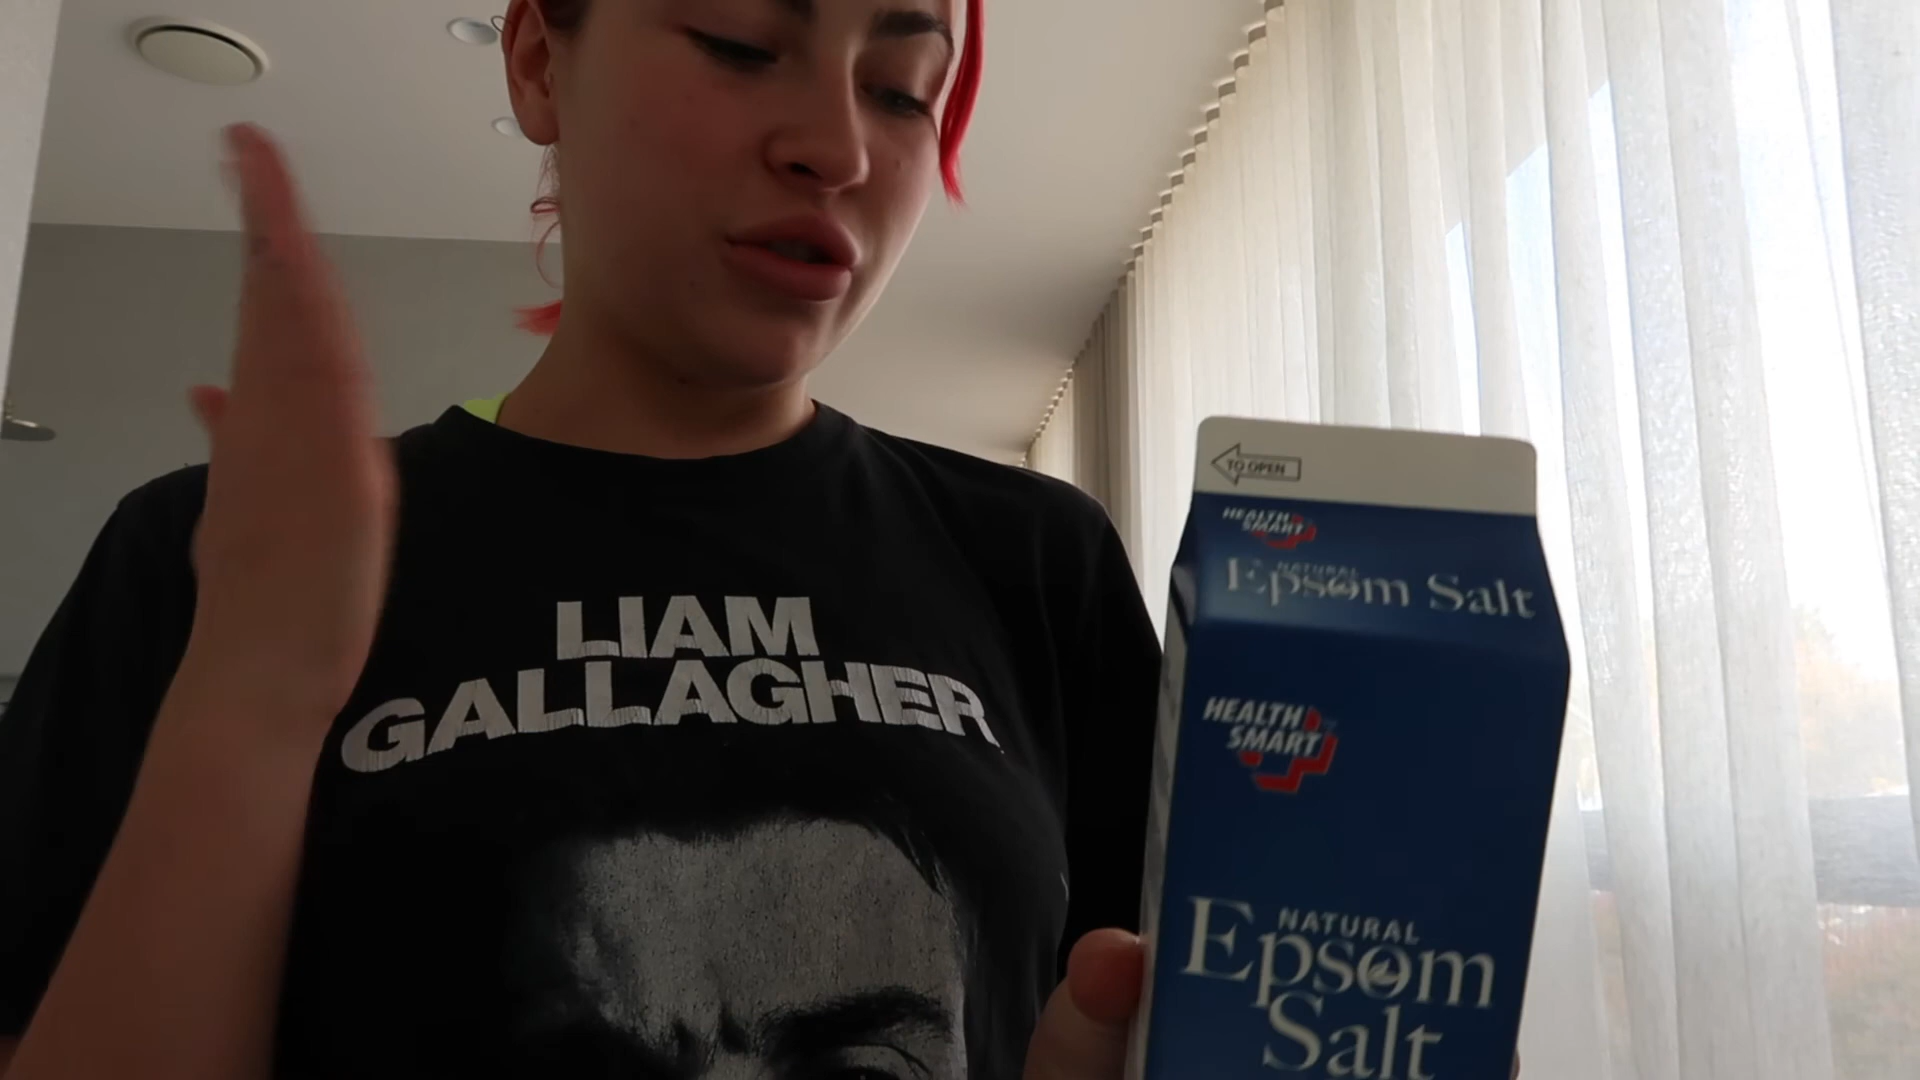 LIAM
GALLAGHER
TO OPEN
HEALTH
SMART
NATURAL
Epsom Salt
HEALTH
SMART
NATURAL
Epsom
Salt